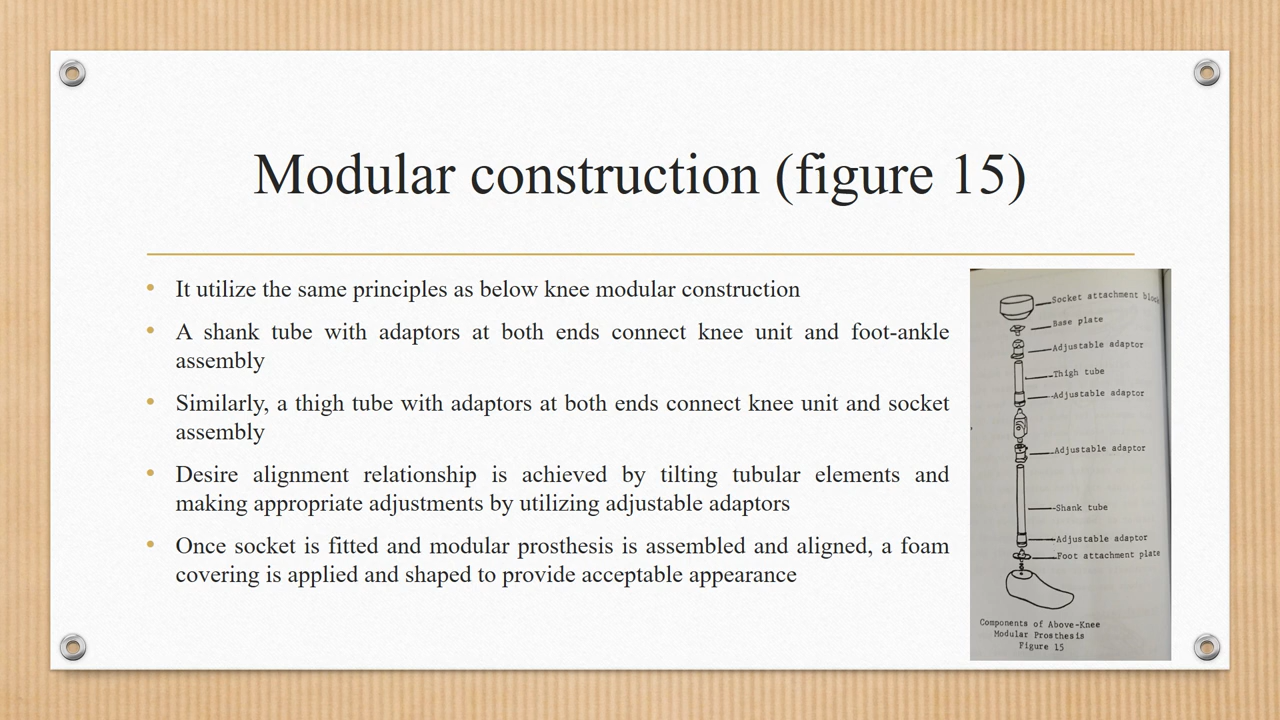 Modular construction (figure 15)
• It utilize the same principles as below knee modular construction
• A shank tube with adaptors at both ends connect knee unit and foot-ankle
assembly
• Similarly, a thigh tube with adaptors at both ends connect knee unit and socket
assembly
• Desire alignment relationship is achieved by tilting tubular elements and
making appropriate adjustments by utilizing adjustable adaptors
• Once socket is fitted and modular prosthesis is assembled and aligned, a foam
covering is applied and shaped to provide acceptable appearance
Socket attachment block
Base plate
Adjustable adaptor
Thigh tube
Adjustable adaptor
Adjustable adaptor
Shank tube
Adjustable adaptor
Foot attachment plate
Components of Above-Knee
Modular Prosthesis
Figure 15